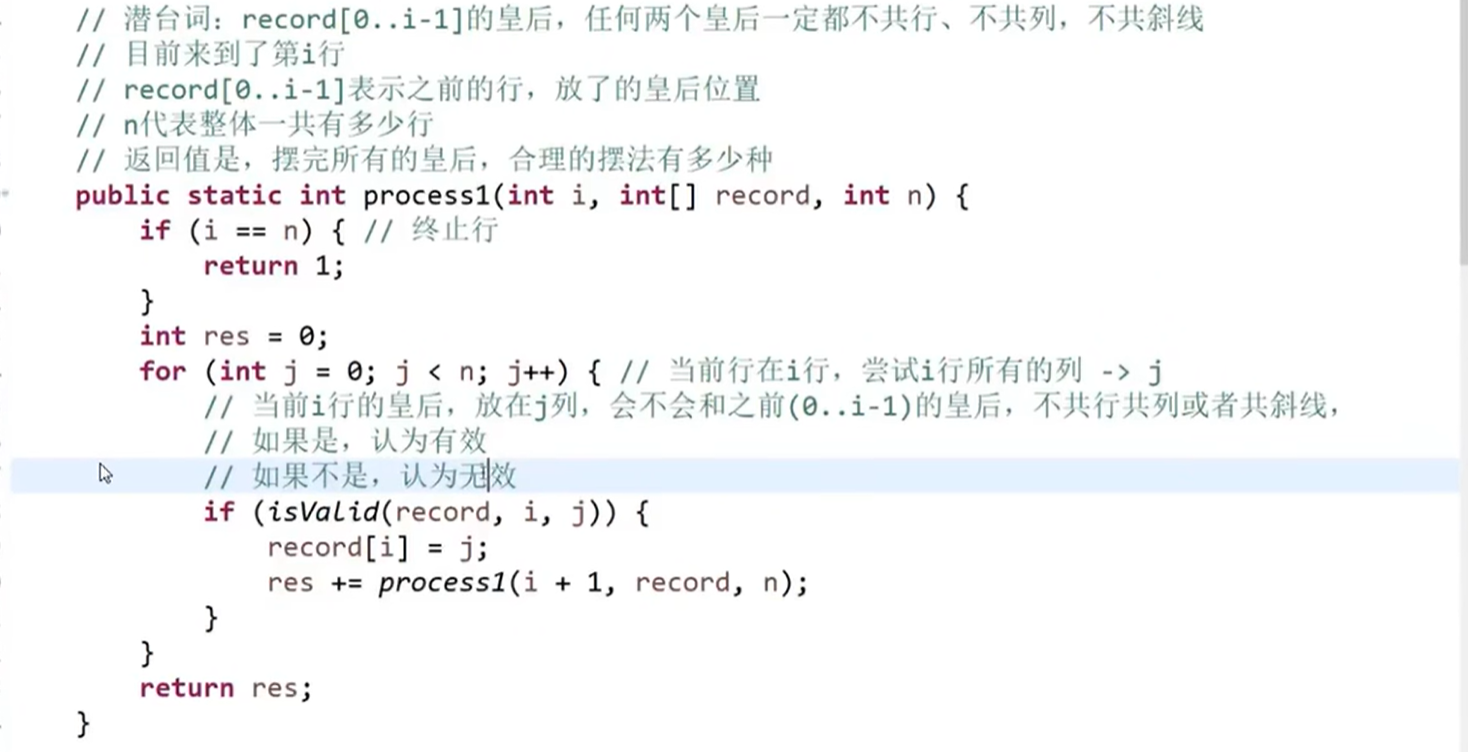 // 潜台词：record[0..i-1]的皇后，任何两个皇后一定都不共行、不共列，不共斜线
// 目前来到了第i行
// record[0..i-1]表示之前的行，放了的皇后位置
// n代表整体一共有多少行
// 返回值是，摆完所有的皇后，合理的摆法有多少种
public static int process1(int i, int[] record, int n) {
if (i == n) { // 终止行
return 1;
}
int res = 0;
for (int j = 0; j < n; j++) { // 当前行在i行，尝试i行所有的列 -> j
// 当前i行的皇后，放在j列，会不会和之前(0..i-1)的皇后，不共行共列或者共斜线，
// 如果是，认为有效
// 如果不是，认为无效
if (isValid(record, i, j)) {
record[i] = j;
res += process1(i + 1, record, n);
}
}
return res;
}